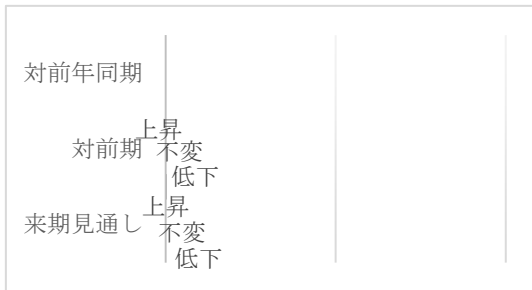 対前年同期
上昇
対前期 不変
低下
上昇
来期見通し 不変
低下